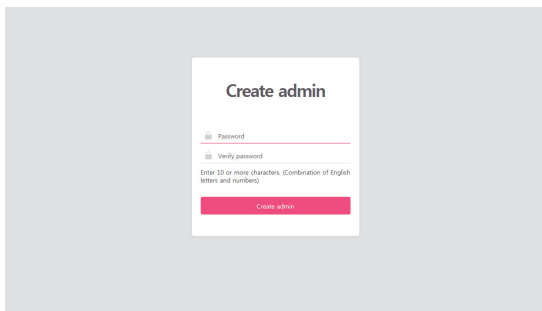 Create admin
Password
Verify password
Enter 10 or more characters. (Combination of English
letters and numbers)
Create admin